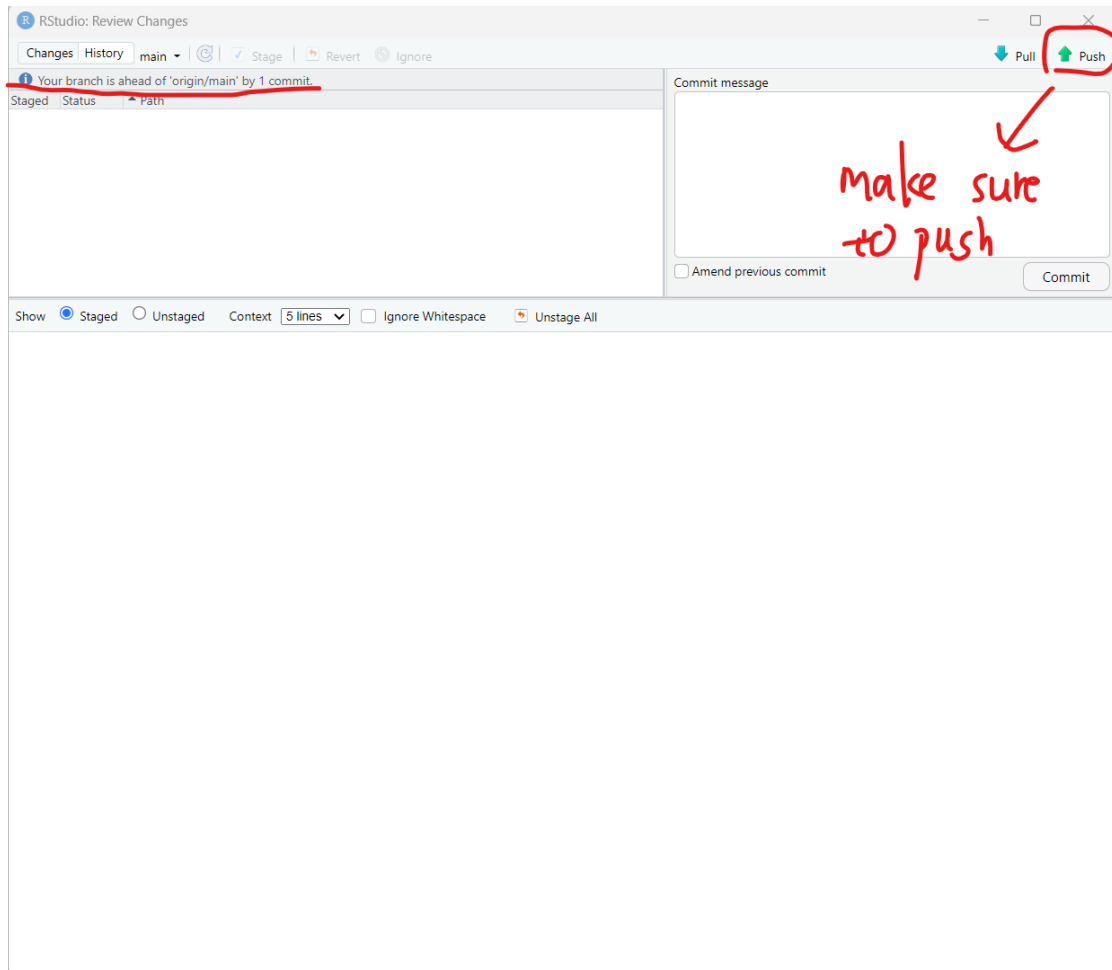 R RStudio: Review Changes
Changes History main Stage Revert Ignore Pull Push
Your branch is ahead of 'origin/main' by 1 commit.
Staged Status Path
Commit message
make sure
to push
Amend previous commit
Commit
Show Staged Unstaged Context 5 lines Ignore Whitespace Unstage All